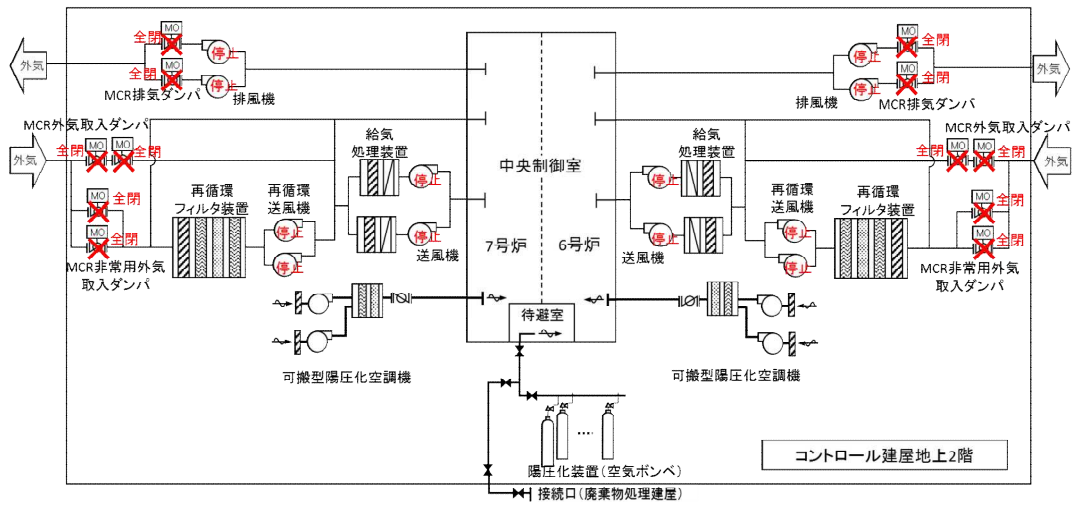 MO
全閉
停止
外気
全閉
MO
停止
MCR排気ダンパ
排風機
MO
全閉
停止
外気
MO
全閉
停止
排風機
MCR排気ダンパ
MCR外気取入ダンパ
MO
MO
外気
全閉
全閉
給気
処理装置
停止
中央制御室
給気
処理装置
停止
MCR外気取入ダンパ
MO
MO
全閉
全閉
外気
MO
全閉
再循環
フィルタ装置
再循環
送風機
停止
停止
送風機
7号炉
6号炉
停止
送風機
再循環
送風機
停止
再循環
フィルタ装置
MO
全閉
MO
全閉
停止
停止
MO
全閉
MCR非常用外気
取入ダンパ
MCR非常用外気
取入ダンパ
待避室
可搬型陽圧化空調機
可搬型陽圧化空調機
陽圧化装置(空気ボンベ)
コントロール建屋地上2階
接続口(廃棄物処理建屋)